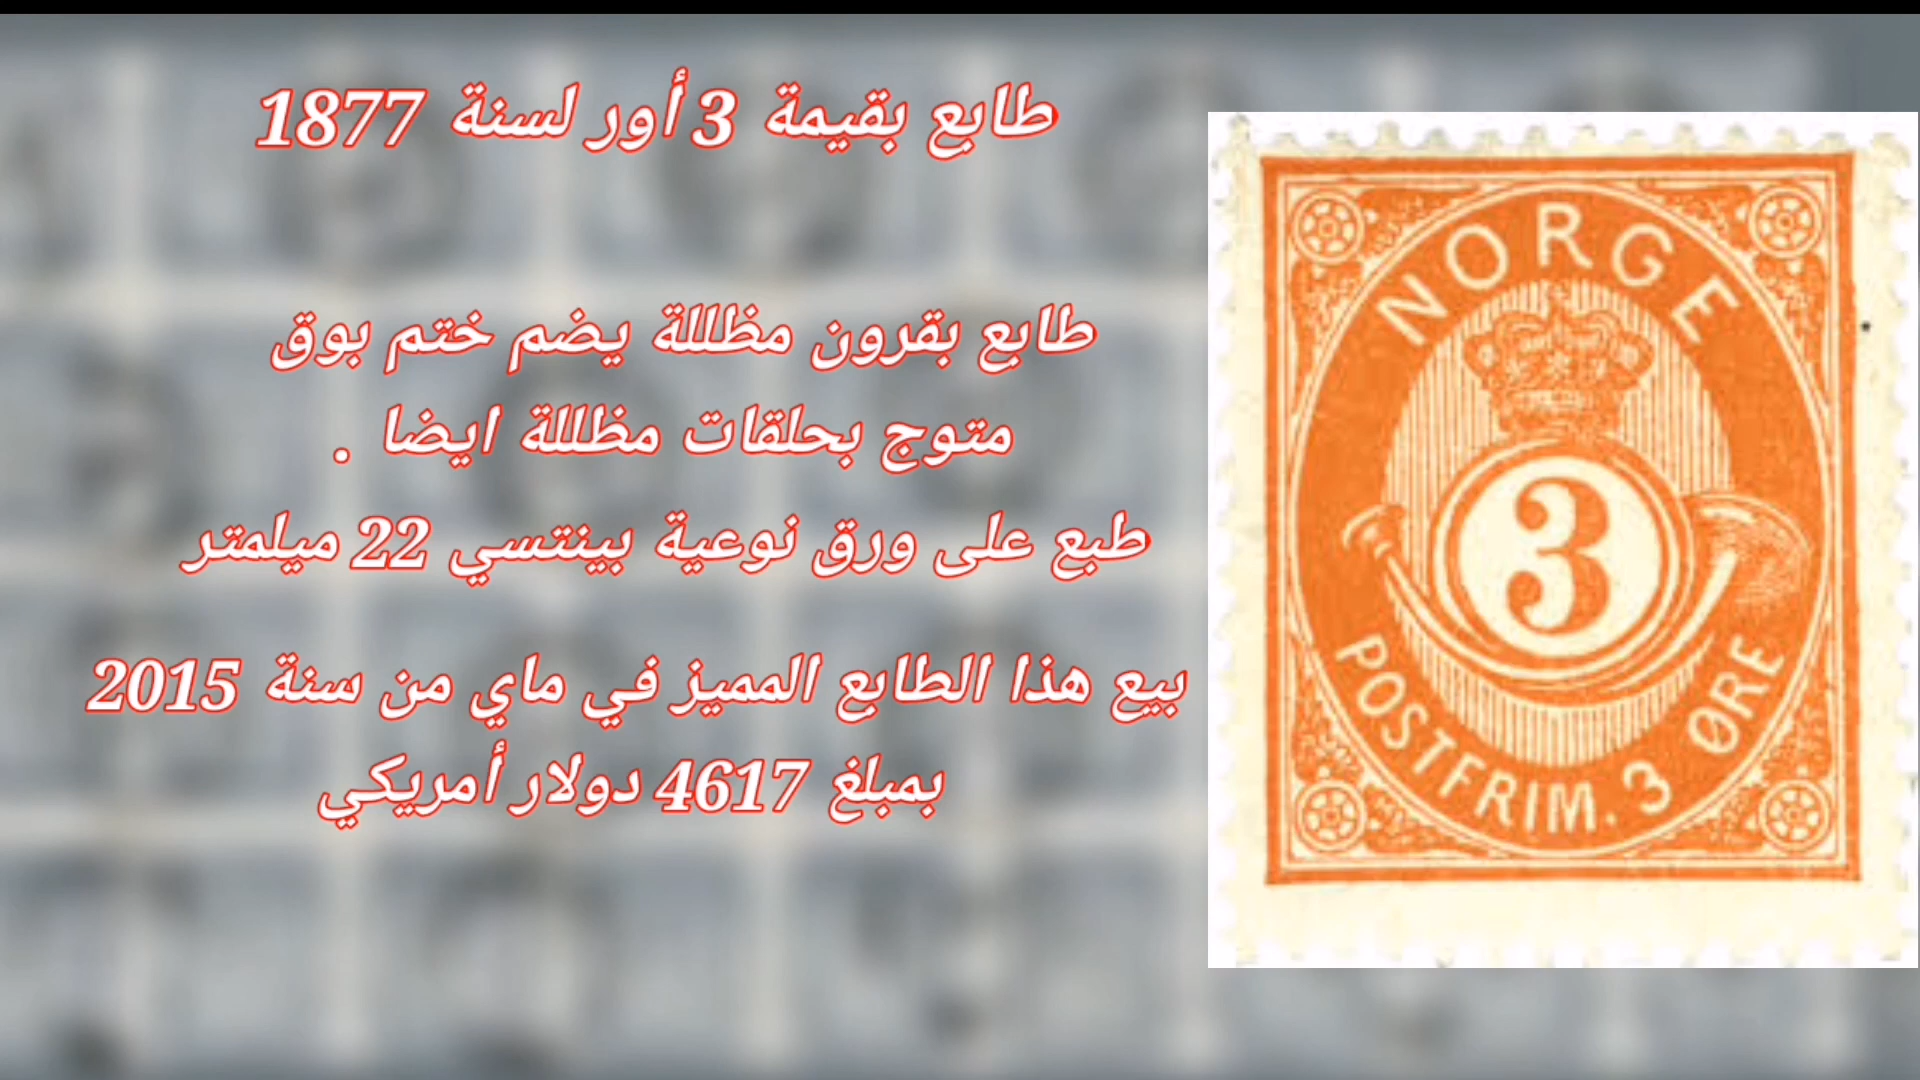 طابع بقيمة 3 أور لسنة 1877
طابع بقرون مظللة يضم ختم بوق
متوج بحلقات مظللة ايضا .
طبع على ورق نوعية بينتسي 22 ميلمتر
بيع هذا الطابع المميز في ماي من سنة 2015
بمبلغ 4617 دولار أمريكي
NORGE
3
POSTFRIM. 3 ØRE